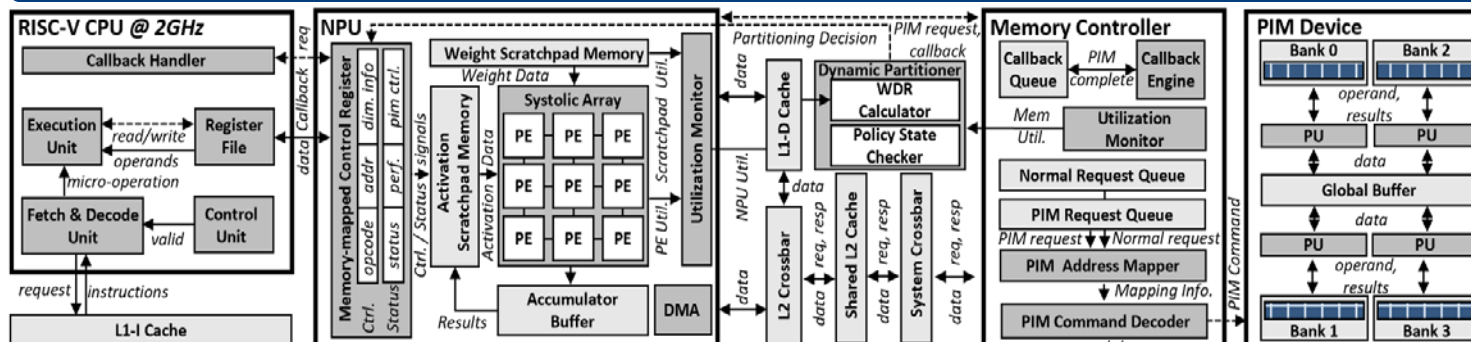 RISC-V CPU @ 2GHz
Callback Handler
Execution
Unit
read/write
operands
Register
File
micro-operation
Fetch & Decode
Unit
valid
Control
Unit
request
instructions
L1-I Cache
Callback req
data
NPU
Memory-mapped Control Register
dim. info
addr
opcode
Ctrl.
pim ctrl.
perf.
status
Status
Ctrl. / Status signals
Weight Scratchpad Memory
Weight Data
Activation
Scratchpad Memory
Activation Data
Systolic Array
PE PE PE
PE PE PE
PE PE PE
Results
Accumulator
Buffer
Scratchpad Util.
PE Util.
Utilization Monitor
DMA
PIM request,
callback
Partitioning Decision
data
NPU Util.
L1-D Cache
Dynamic Partitioner
WDR
Calculator
Policy State
Checker
data
data
L2 Crossbar
req, resp
data
Shared L2 Cache
req, resp
data
System Crossbar
req, resp
data
Memory Controller
Callback
Queue
PIM
complete
Callback
Engine
Mem
Util.
Utilization
Monitor
Normal Request Queue
PIM Request Queue
PIM request
Normal request
PIM Address Mapper
Mapping Info.
PIM Command Decoder
PIM Command
PIM Device
Bank 0
Bank 2
operand,
results
PU
PU
data
Global Buffer
data
PU
PU
operand,
results
Bank 1
Bank 3